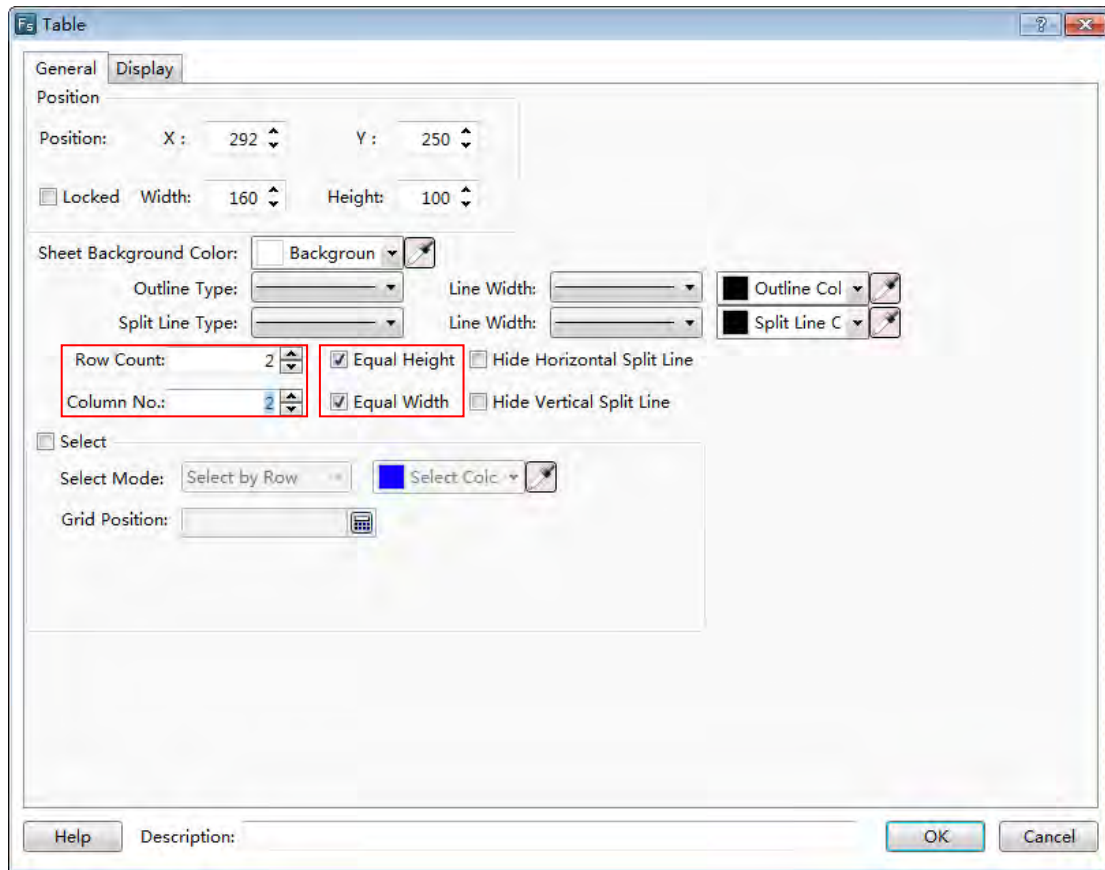 Fs Table
General Display
Position
Position: X : 292 Y : 250
Locked Width: 160 Height: 100
Sheet Background Color: Backgroun
Outline Type: Line Width: Outline Col
Split Line Type: Line Width: Split Line C
Row Count: 2 Equal Height Hide Horizontal Split Line
Column No.: 2 Equal Width Hide Vertical Split Line
Select
Select Mode: Select by Row Select Colc
Grid Position:
Help Description: OK Cancel